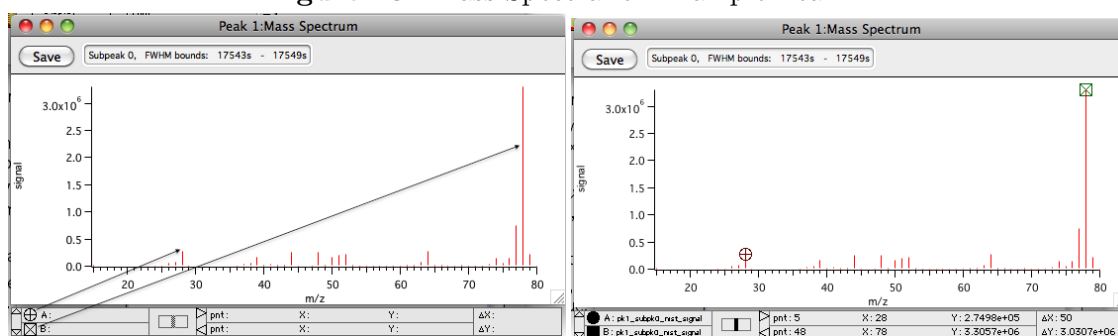 Peak 1:Mass Spectrum
Save
Subpeak 0, FWHM bounds: 17543s - 17549s
3.0x10⁶
2.5
2.0
1.5
1.0
0.5
0.0
signal
20 30 40 50 60 70 80
m/z
A: pnt: X: Y: ΔX:
B: pnt: X: Y: ΔY:
Peak 1:Mass Spectrum
Save
Subpeak 0, FWHM bounds: 17543s - 17549s
3.0x10⁶
2.5
2.0
1.5
1.0
0.5
0.0
signal
20 30 40 50 60 70 80
m/z
A: pk1_subpk0_nist_signal pnt: 5 X: 28 Y: 2.7498e+05 ΔX: 50
B: pk1_subpk0_nist_signal pnt: 48 X: 78 Y: 3.3057e+06 ΔY: 3.0307e+06